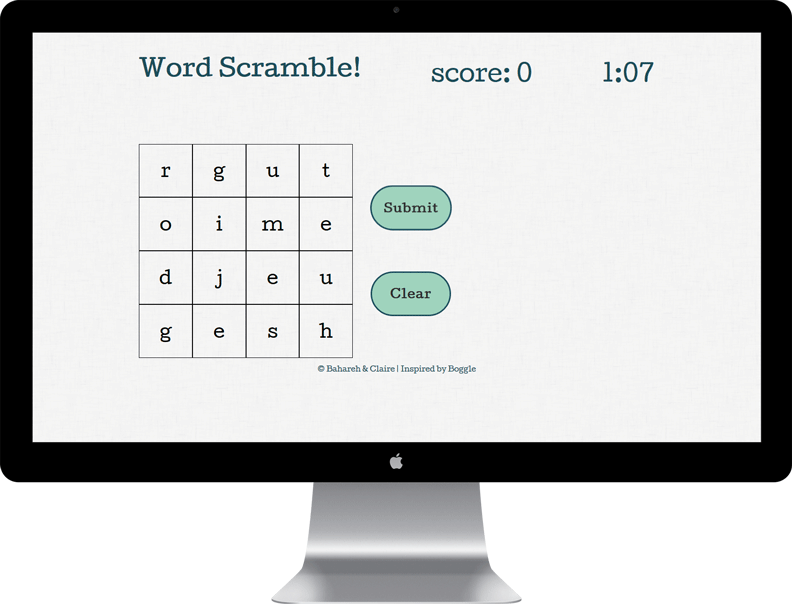 Word Scramble!
score: 0
1:07
r g u t
o i m e
d j e u
g e s h
Submit
Clear
© Bahareh & Claire | Inspired by Boggle